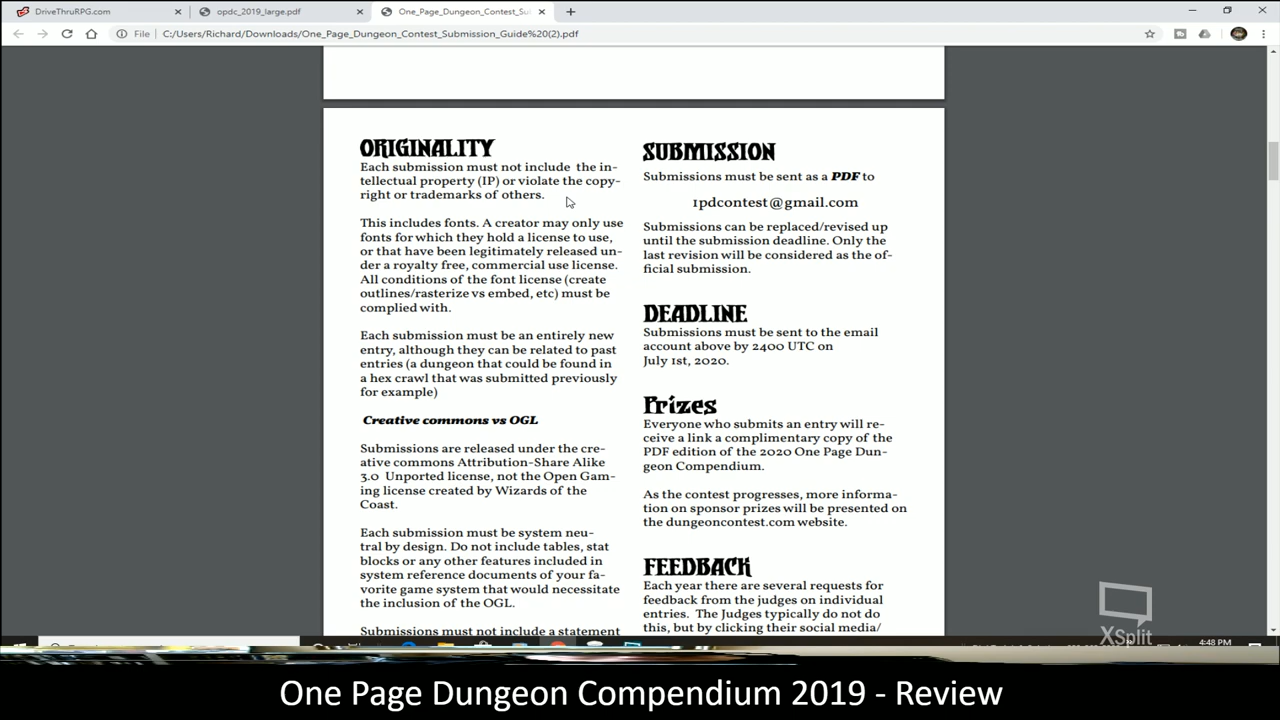 DriveThruRPG.com
opdc_2019_large.pdf
One_Page_Dungeon_Contest_Su
File
C:/Users/Richard/Downloads/One_Page_Dungeon_Contest_Submission_Guide%20(2).pdf
ORIGINALITY
Each submission must not include the in-
tellectual property (IP) or violate the copy-
right or trademarks of others.
This includes fonts. A creator may only use
fonts for which they hold a license to use,
or that have been legitimately released un-
der a royalty free, commercial use license.
All conditions of the font license (create
outlines/rasterize vs embed, etc) must be
complied with.
Each submission must be an entirely new
entry, although they can be related to past
entries (a dungeon that could be found in
a hex crawl that was submitted previously
for example)
Creative commons vs OGL
Submissions are released under the cre-
ative commons Attribution-Share Alike
3.0 Unported license, not the Open Gam-
ing license created by Wizards of the
Coast.
Each submission must be system neu-
tral by design. Do not include tables, stat
blocks or any other features included in
system reference documents of your fa-
vorite game system that would necessitate
the inclusion of the OGL.
Submissions must not include a statement
SUBMISSION
Submissions must be sent as a PDF to
1pdcontest@gmail.com
Submissions can be replaced/revised up
until the submission deadline. Only the
last revision will be considered as the of-
ficial submission.
DEADLINE
Submissions must be sent to the email
account above by 2400 UTC on
July 1st, 2020.
Prizes
Everyone who submits an entry will re-
ceive a link a complimentary copy of the
PDF edition of the 2020 One Page Dun-
geon Compendium.
As the contest progresses, more informa-
tion on sponsor prizes will be presented on
the dungeoncontest.com website.
FEEDBACK
Each year there are several requests for
feedback from the judges on individual
entries. The Judges typically do not do
this, but by clicking their social media/
XSplit
4:48 PM
One Page Dungeon Compendium 2019 - Review